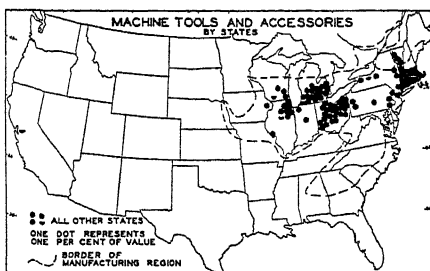 MACHINE TOOLS AND ACCESSORIES
BY STATES
ALL OTHER STATES
ONE DOT REPRESENTS
ONE PER CENT OF VALUE
BORDER OF
MANUFACTURING REGION